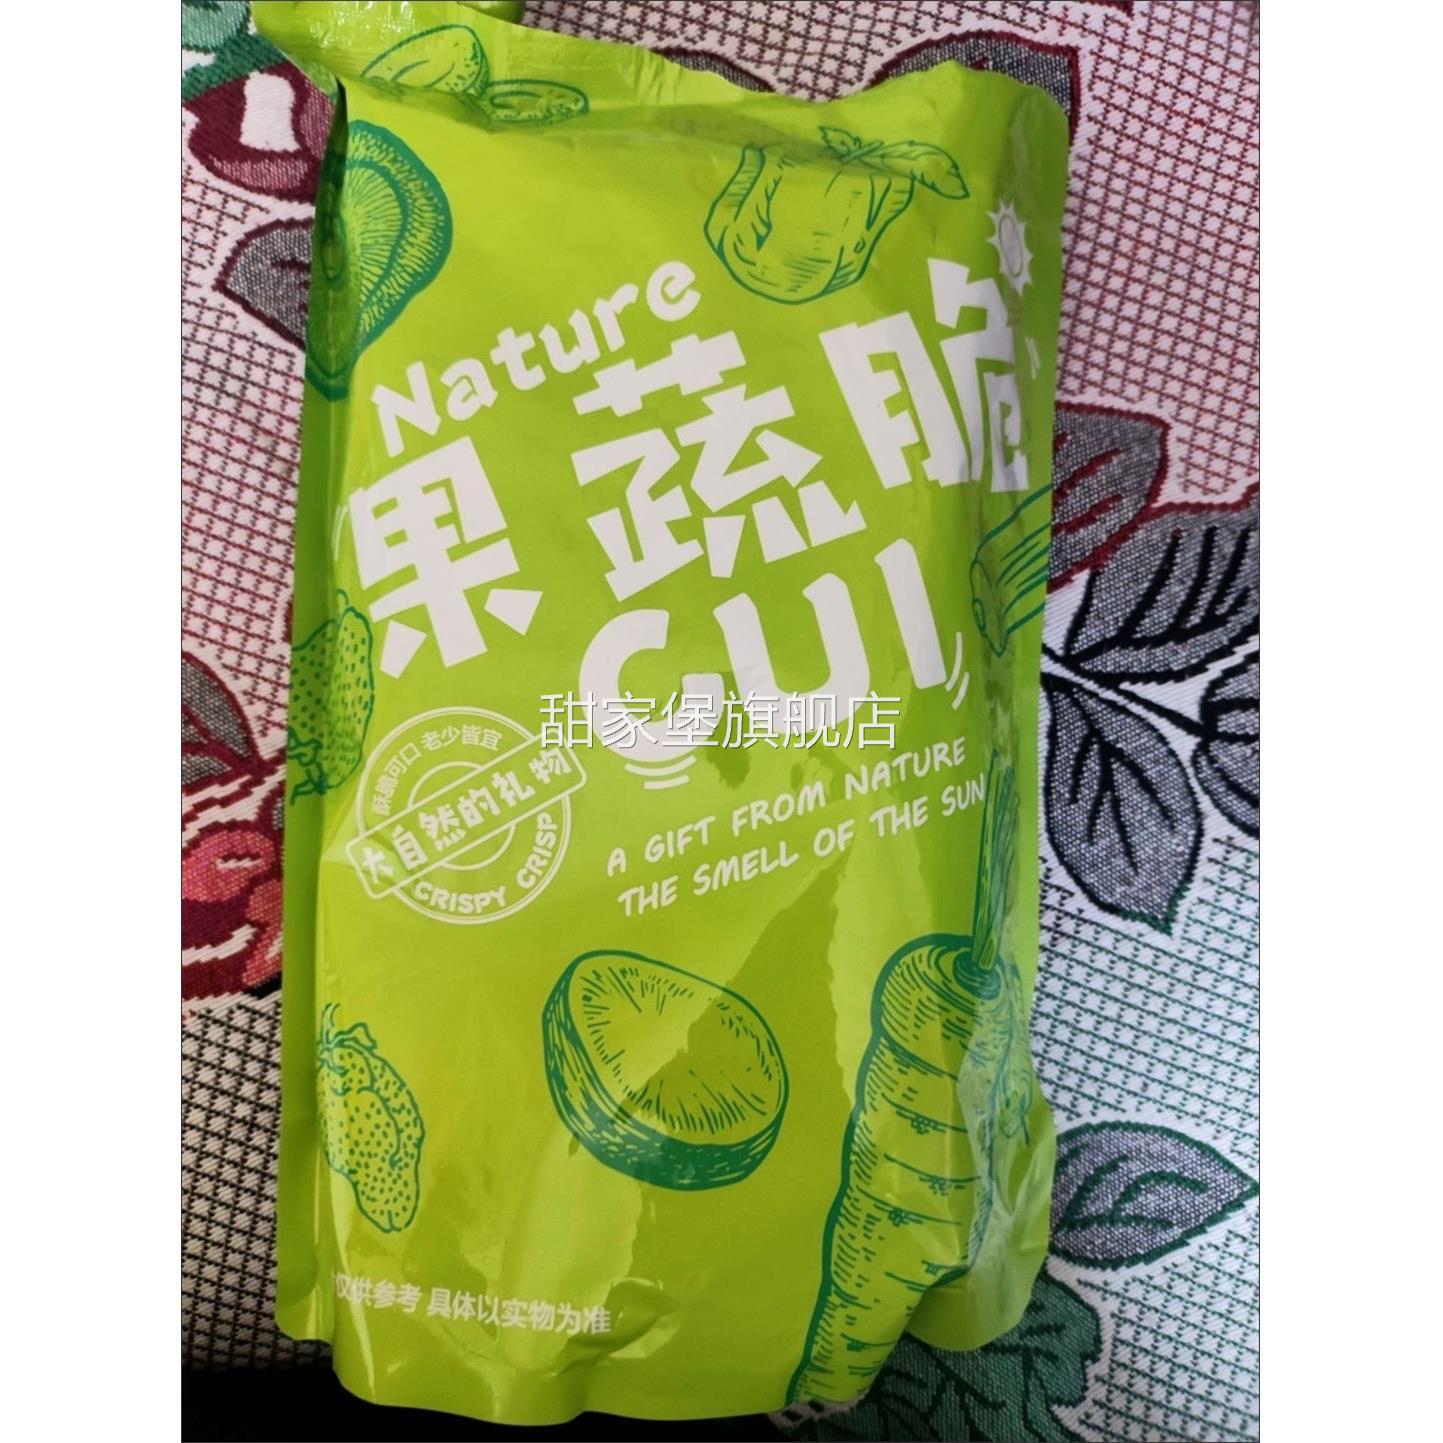 Nature
果蔬脆
CUI
甜家堡旗舰店
酥脆可口 老少皆宜
大自然的礼物
CRISPY CRISP
A GIFT FROM NATURE
THE SMELL OF THE SUN
仅供参考 具体以实物为准